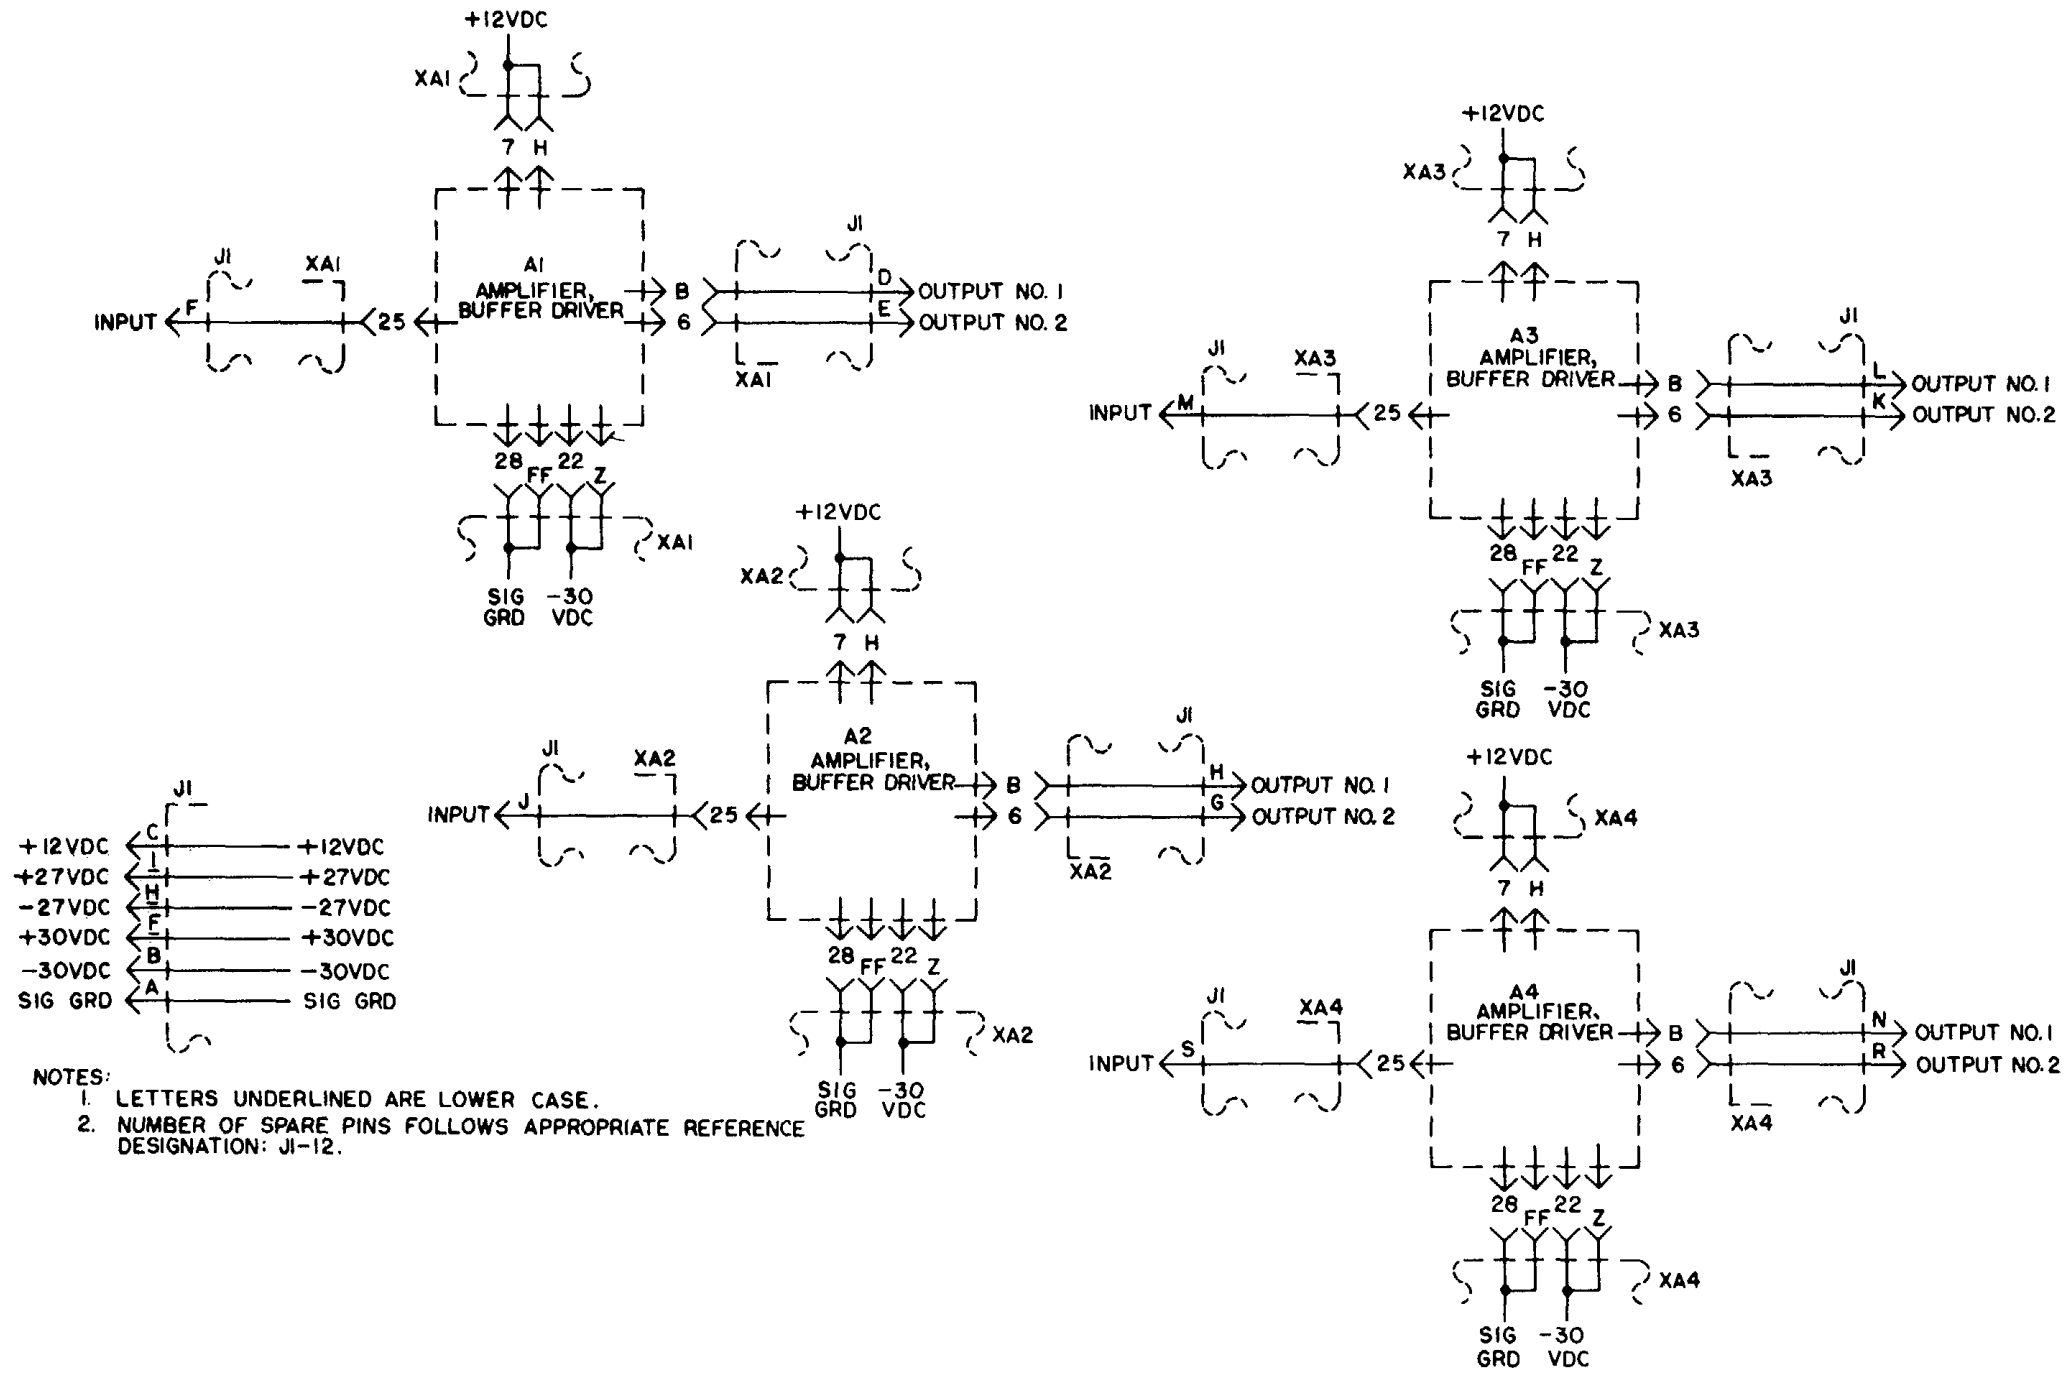 +12VDC
XA1
7 H
J1
XA1
A1
AMPLIFIER,
BUFFER DRIVER
INPUT F
25
B
6
J1
D OUTPUT NO. 1
E OUTPUT NO. 2
XA1
28 FF 22 Z
XA1
SIG
GRD
-30
VDC
+12VDC
XA2
7 H
J1
XA2
A2
AMPLIFIER,
BUFFER DRIVER
INPUT J
25
B
6
J1
H OUTPUT NO. 1
G OUTPUT NO. 2
XA2
28 FF 22 Z
XA2
SIG
GRD
-30
VDC
+12VDC
XA3
7 H
J1
XA3
A3
AMPLIFIER,
BUFFER DRIVER
INPUT M
25
B
6
J1
L OUTPUT NO. 1
K OUTPUT NO. 2
XA3
28 FF 22 Z
XA3
SIG
GRD
-30
VDC
+12VDC
XA4
7 H
J1
XA4
A4
AMPLIFIER,
BUFFER DRIVER
INPUT S
25
B
6
J1
N OUTPUT NO. 1
R OUTPUT NO. 2
XA4
28 FF 22 Z
XA4
SIG
GRD
-30
VDC
J1
+12VDC C +12VDC
+27VDC +27VDC
-27VDC H -27VDC
+30VDC F +30VDC
-30VDC B -30VDC
SIG GRD A SIG GRD
NOTES:
1. LETTERS UNDERLINED ARE LOWER CASE.
2. NUMBER OF SPARE PINS FOLLOWS APPROPRIATE REFERENCE
DESIGNATION: J1-12.